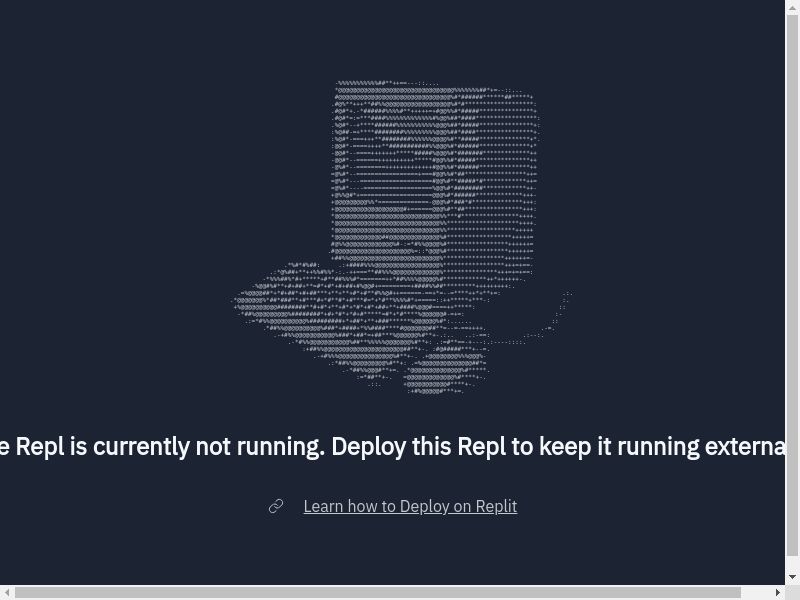 e Repl is currently not running. Deploy this Repl to keep it running externa
Learn how to Deploy on Replit